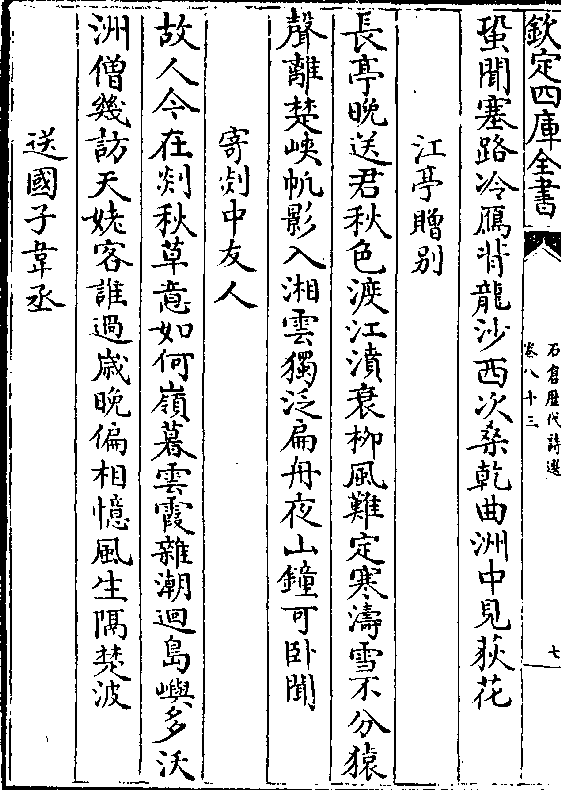 欽定四庫全書
石倉歷代詩選
卷八十三
七
蛩聞塞路冷鴈背龍沙西次桑乾曲洲中見荻花
江亭贈别
長亭晚送君秋色渡江濆衰柳風難定寒濤雪不分猿
聲離楚峽帆影入湘雲獨泛扁舟夜山鐘可卧聞
寄剡中友人
故人今在剡秋草意如何嶺暮雲霞雜潮迴島嶼多沃
洲僧幾訪天姥客誰過嵗晚偏相憶風生隔楚波
送國子韋丞